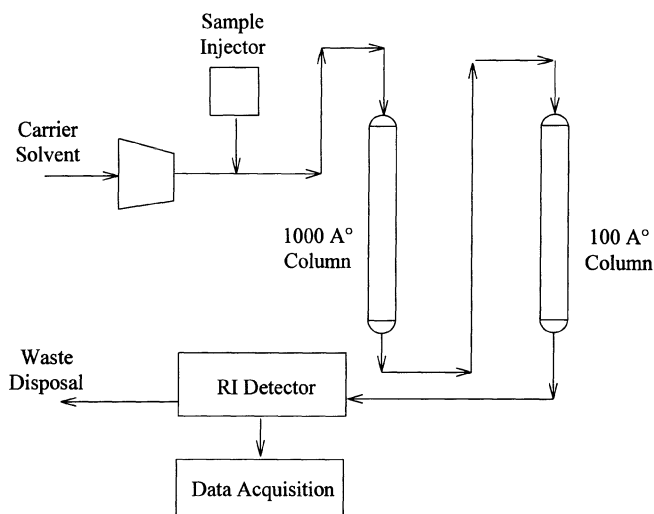 Sample
Injector
Carrier
Solvent
1000 A°
Column
100 A°
Column
Waste
Disposal
RI Detector
Data Acquisition